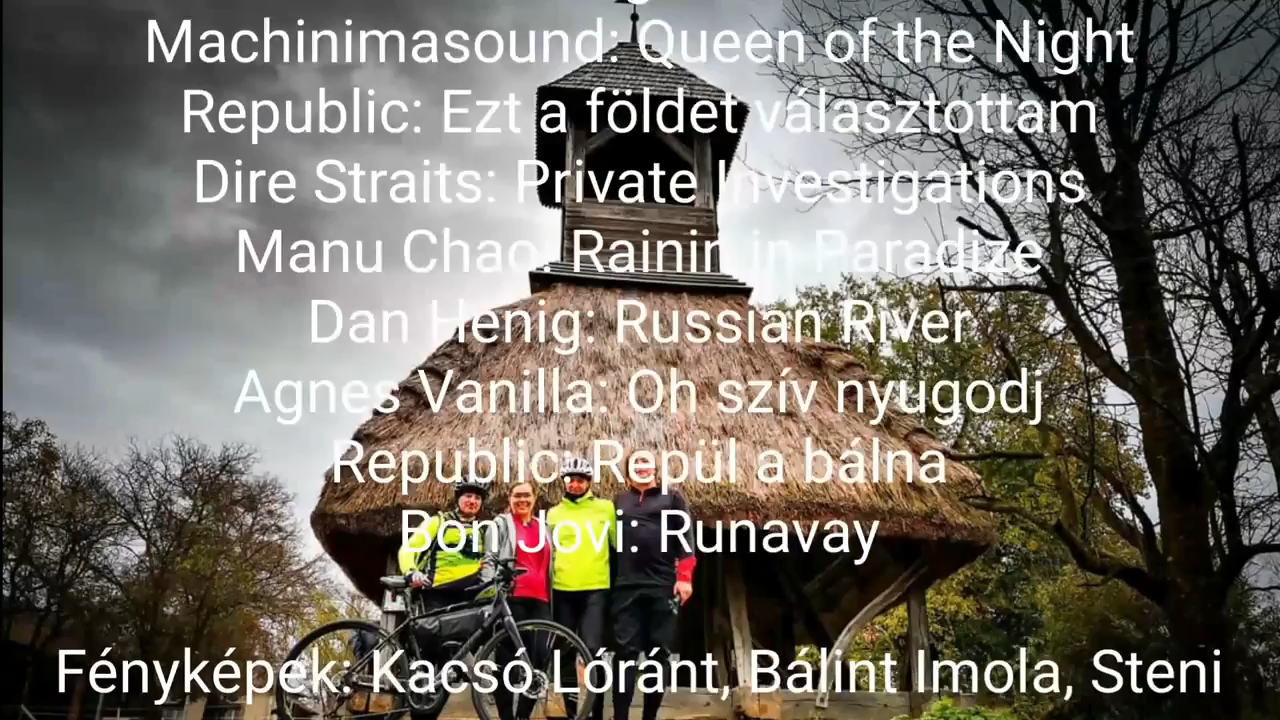 Machinimasound: Queen of the Night
Republic: Ezt a földet választottam
Dire Straits: Private Investigations
Manu Chao: Rainin in Paradize
Dan Henig: Russian River
Agnes Vanilla: Oh szív nyugodj
Republic: Repül a bálna
Bon Jovi: Runavay
Fényképek: Kacsó Lóránt, Bálint Imola, Steni